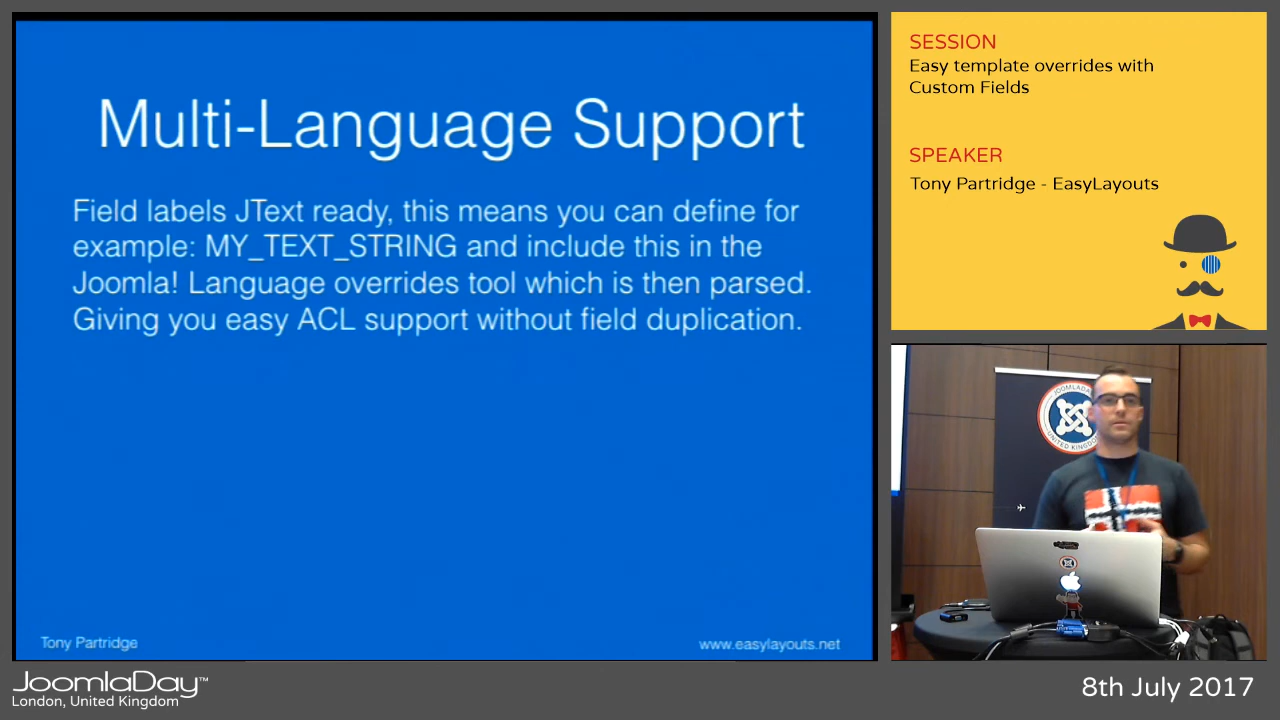 Multi-Language Support
Field labels JText ready, this means you can define for
example: MY_TEXT_STRING and include this in the
Joomla! Language overrides tool which is then parsed.
Giving you easy ACL support without field duplication.
Tony Partridge
www.easylayouts.net
SESSION
Easy template overrides with
Custom Fields
SPEAKER
Tony Partridge - EasyLayouts
JOOMLADAY
UNITED KINGDOM
JoomlaDay™
London, United Kingdom
8th July 2017